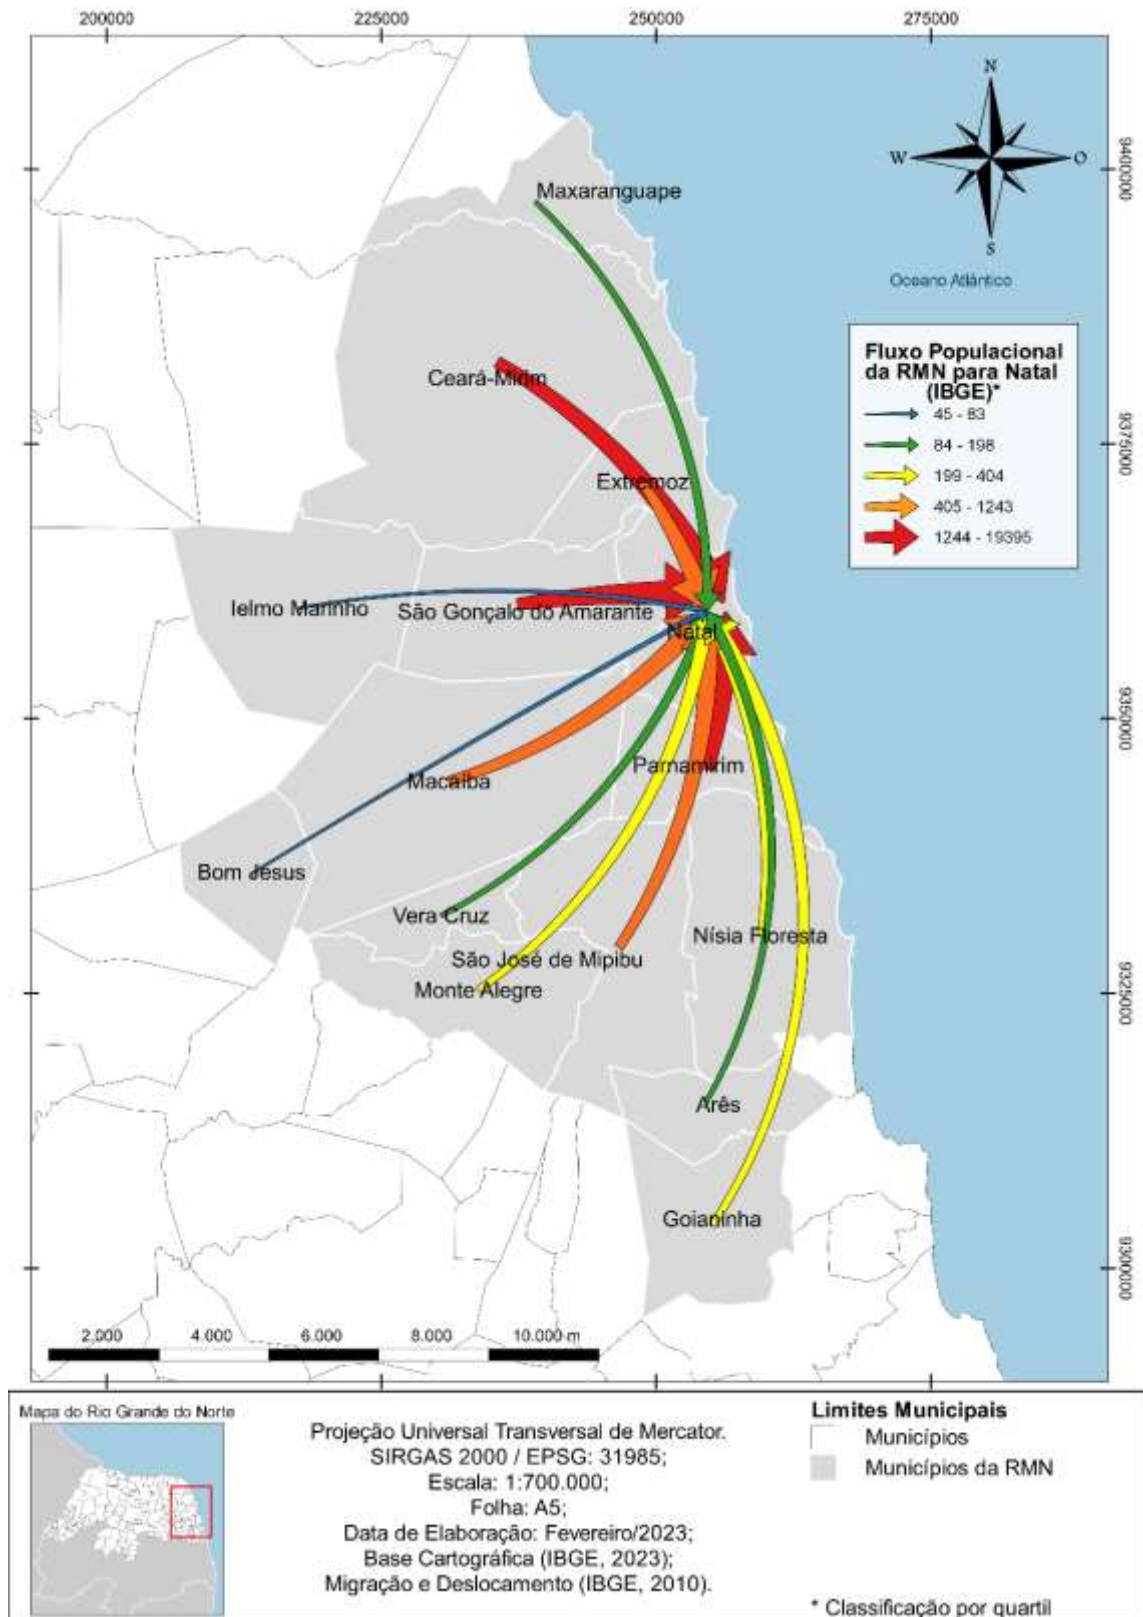 200000 225000 250000 275000
N
W O
S
Oceano Atlântico
9400000
9375000
9350000
9325000
9300000
Maxaranguape
Ceará-Mirim
Extremoz
Ielmo Marinho
São Gonçalo do Amarante
Natal
Macaíba
Parnamirim
Bom Jesus
Vera Cruz
Nísia Floresta
São José de Mipibu
Monte Alegre
Arês
Goianinha
Fluxo Populacional
da RMN para Natal
(IBGE)*
45 - 83
84 - 198
199 - 404
405 - 1243
1244 - 19395
2.000 4.000 6.000 8.000 10.000 m
Mapa do Rio Grande do Norte
Projeção Universal Transversal de Mercator.
SIRGAS 2000 / EPSG: 31985;
Escala: 1:700.000;
Folha: A5;
Data de Elaboração: Fevereiro/2023;
Base Cartográfica (IBGE, 2023);
Migração e Deslocamento (IBGE, 2010).
Limites Municipais
Municípios
Municípios da RMN
* Classificação por quartil